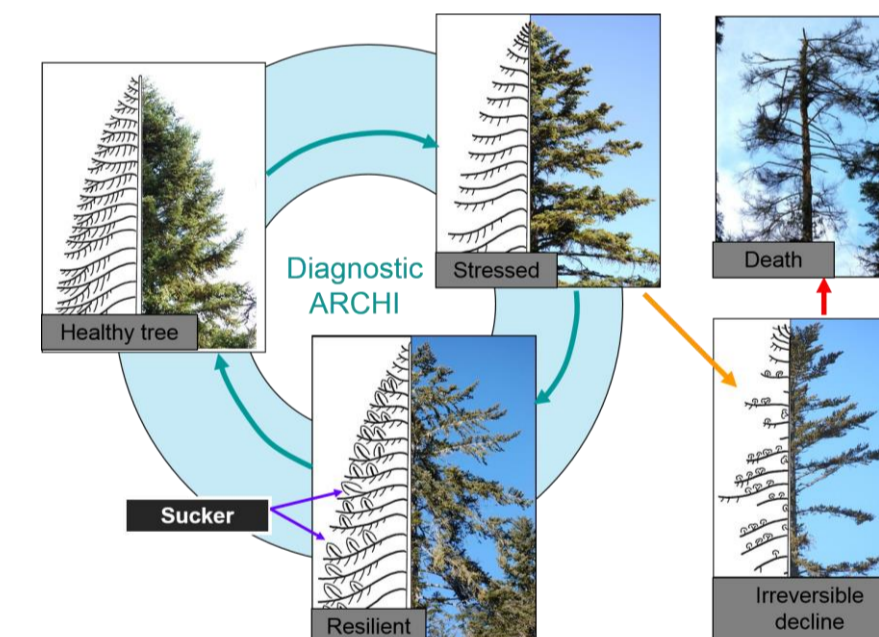 Healthy tree
Stressed
Death
Diagnostic
ARCHI
Sucker
Resilient
Irreversible
decline